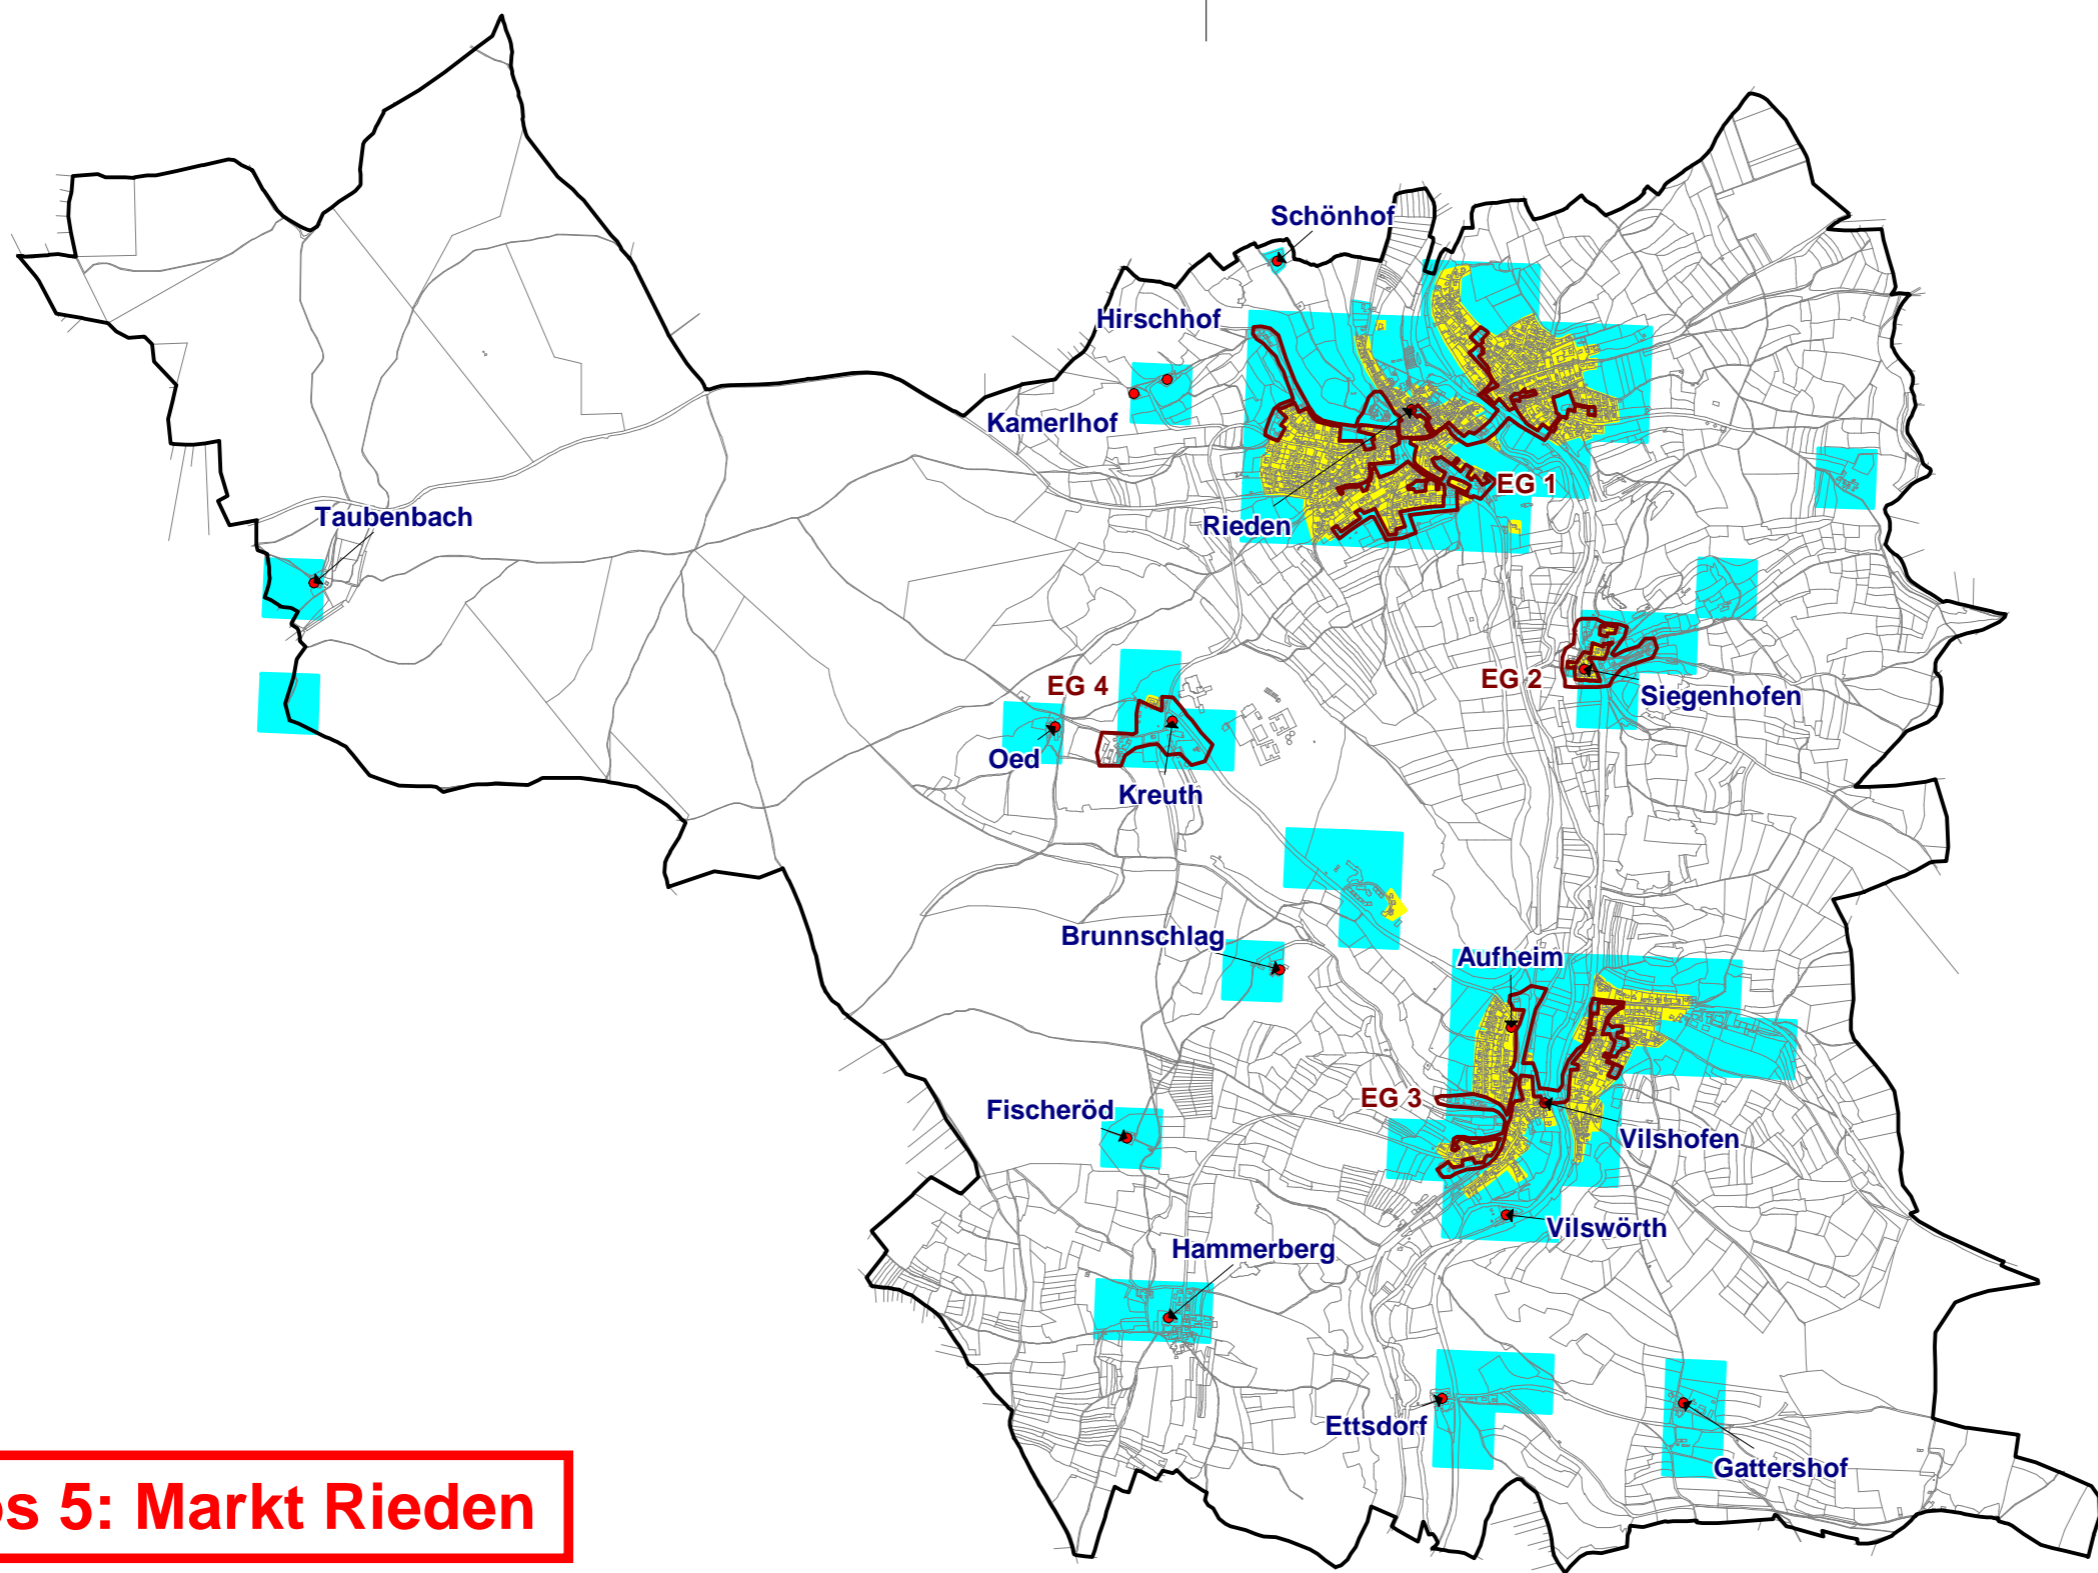 Schönhof
Hirschhof
Kamerlhof
EG 1
Rieden
Taubenbach
EG 2
EG 4
Siegenhofen
Oed
Kreuth
Brunnschlag
Aufheim
EG 3
Fischeröd
Vilshofen
Vilswörth
Hammerberg
Ettsdorf
Gattershof
os 5: Markt Rieden